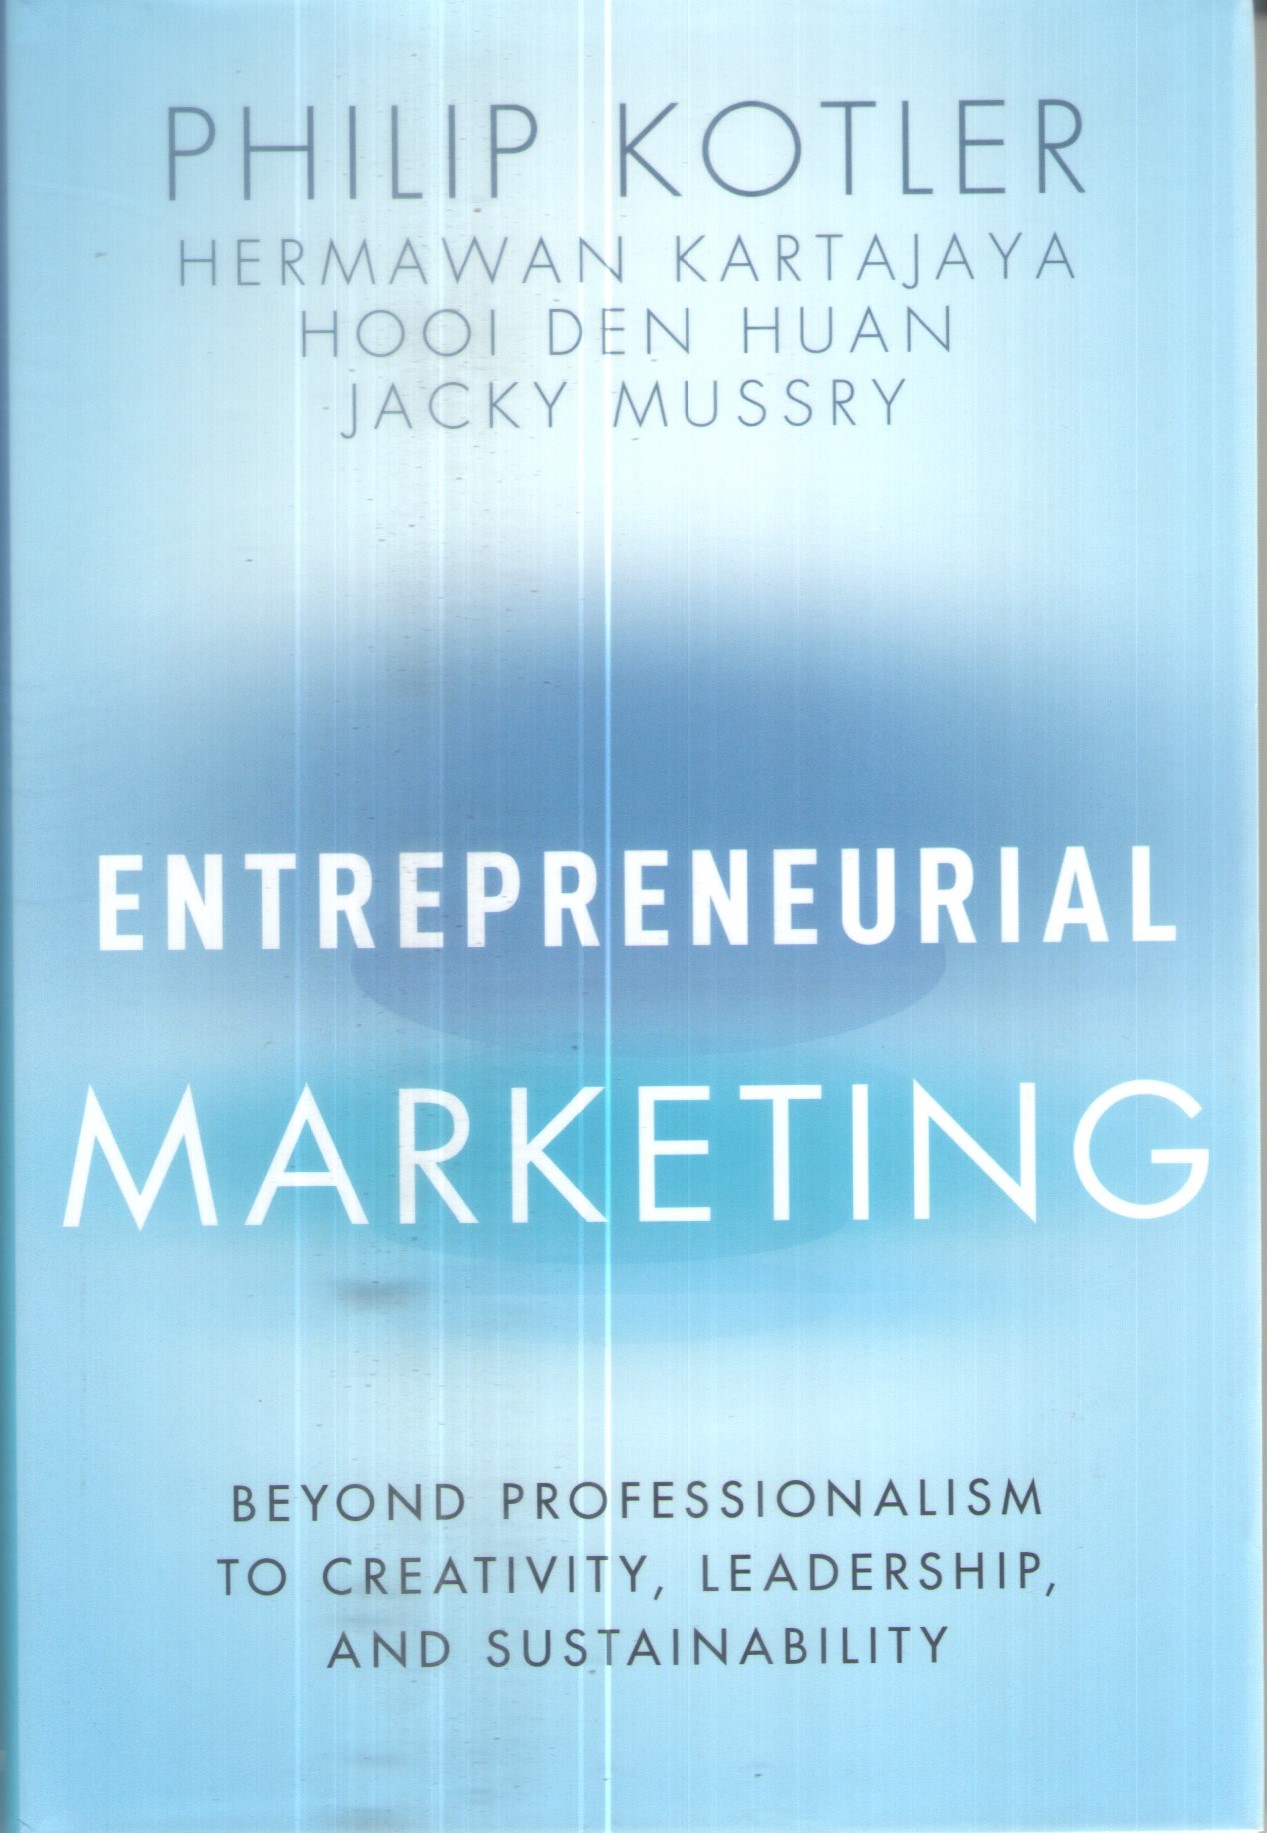 PHILIP KOTLER
HERMAWAN KARTAJAYA
HOOI DEN HUAN
JACKY MUSSRY
ENTREPRENEURIAL
MARKETING
BEYOND PROFESSIONALISM
TO CREATIVITY, LEADERSHIP,
AND SUSTAINABILITY